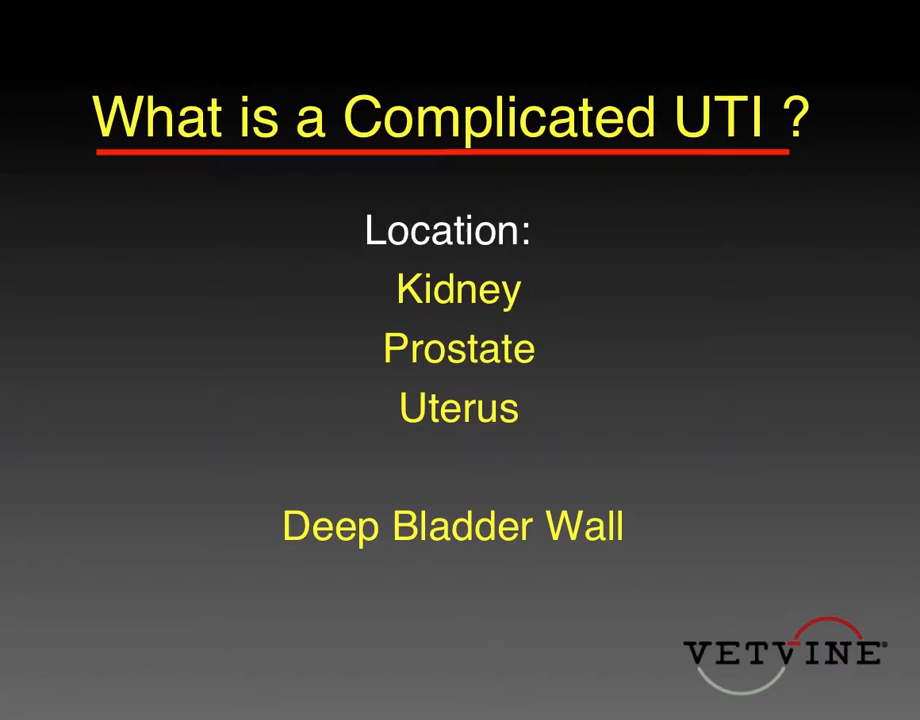 What is a Complicated UTI ?
Location:
Kidney
Prostate
Uterus
Deep Bladder Wall
VETVINE®